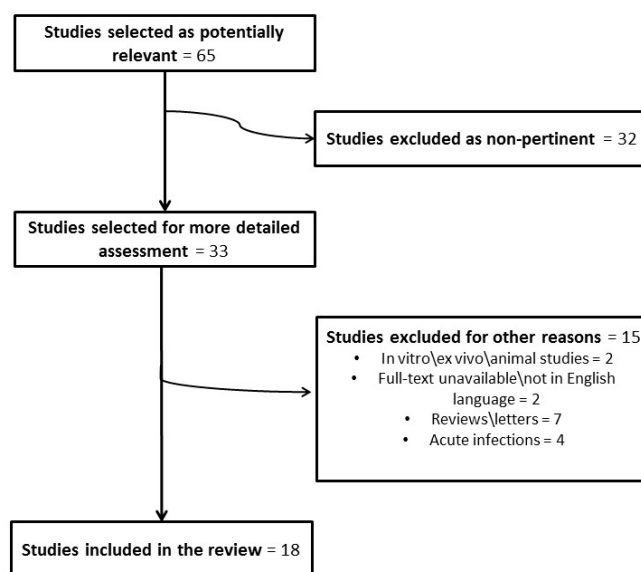 Studies selected as potentially
relevant = 65
Studies excluded as non-pertinent = 32
Studies selected for more detailed
assessment = 33
Studies excluded for other reasons = 15
• In vitro\ex vivo\animal studies = 2
• Full-text unavailable\not in English
language = 2
• Reviews\letters = 7
• Acute infections = 4
Studies included in the review = 18